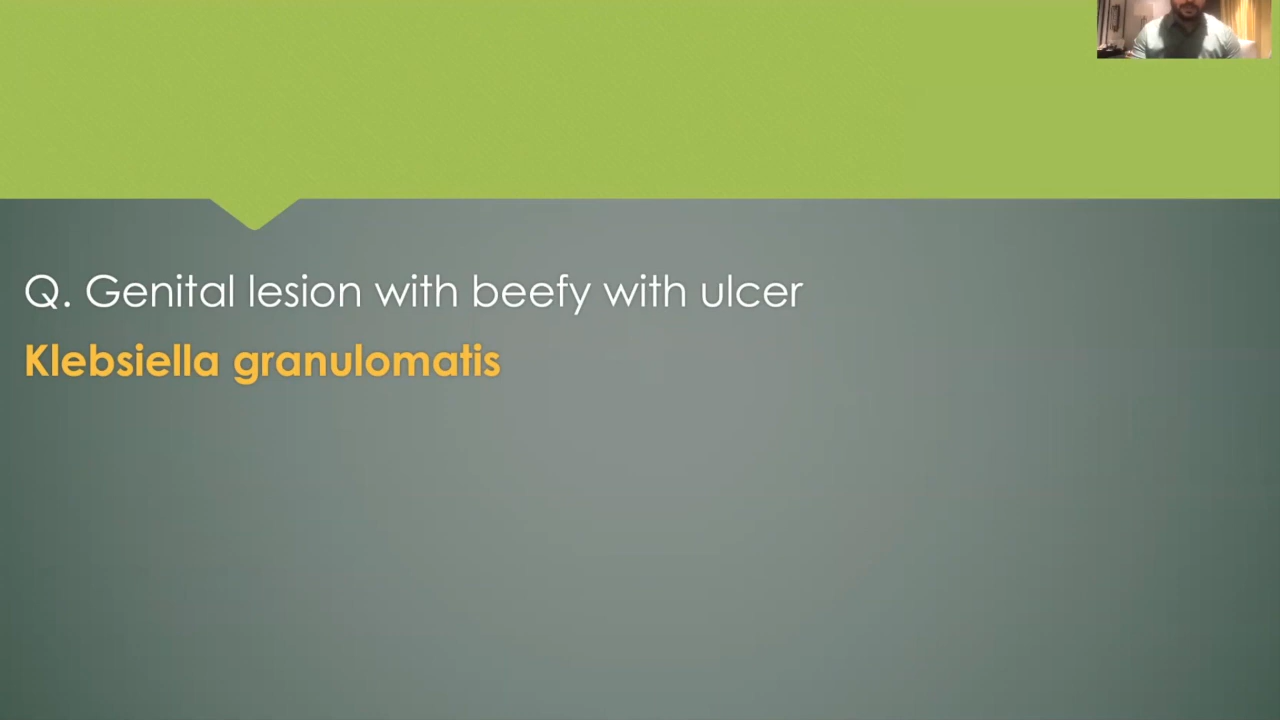 Q. Genital lesion with beefy with ulcer
Klebsiella granulomatis